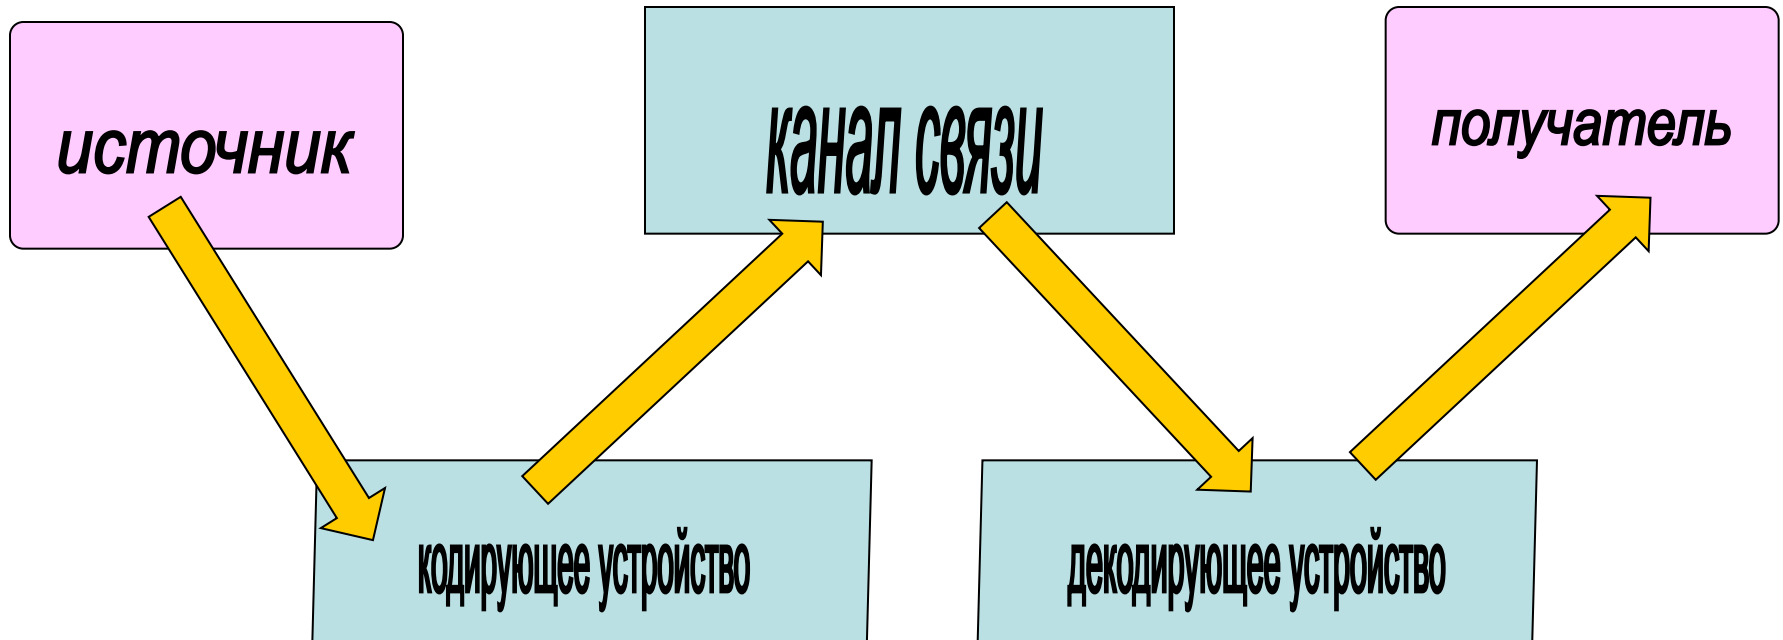 источник
канал связи
получатель
кодирующее устройство
декодирующее устройство